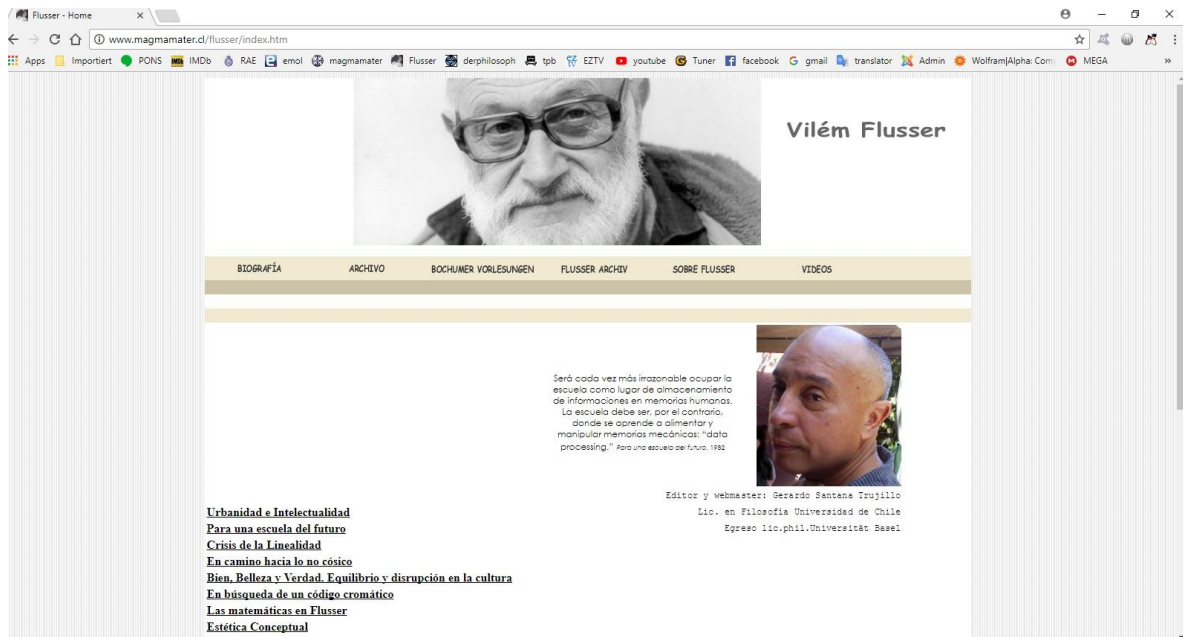 Flusser - Home
www.magmamater.cl/flusser/index.htm
Apps Importiert PONS IMDb RAE emol magmamater Flusser derphilosoph tpb EZTV youtube Tuner facebook gmail translator Admin Wolfram|Alpha: Com MEGA »
Vilém Flusser
BIOGRAFÍA ARCHIVO BOCHUMER VORLESUNGEN FLUSSER ARCHIV SOBRE FLUSSER VIDEOS
Será cada vez más irrazonable ocupar la
escuela como lugar de almacenamiento
de informaciones en memorias humanas.
La escuela debe ser, por el contrario,
donde se aprende a alimentar y
manipular memorias mecánicas: "data
processing." Para una escuela del futuro, 1982
Editor y webmaster: Gerardo Santana Trujillo
Lic. en Filosofía Universidad de Chile
Egreso lic.phil.Universität Basel
Urbanidad e Intelectualidad
Para una escuela del futuro
Crisis de la Linealidad
En camino hacia lo no cósico
Bien, Belleza y Verdad. Equilibrio y disrupción en la cultura
En búsqueda de un código cromático
Las matemáticas en Flusser
Estética Conceptual